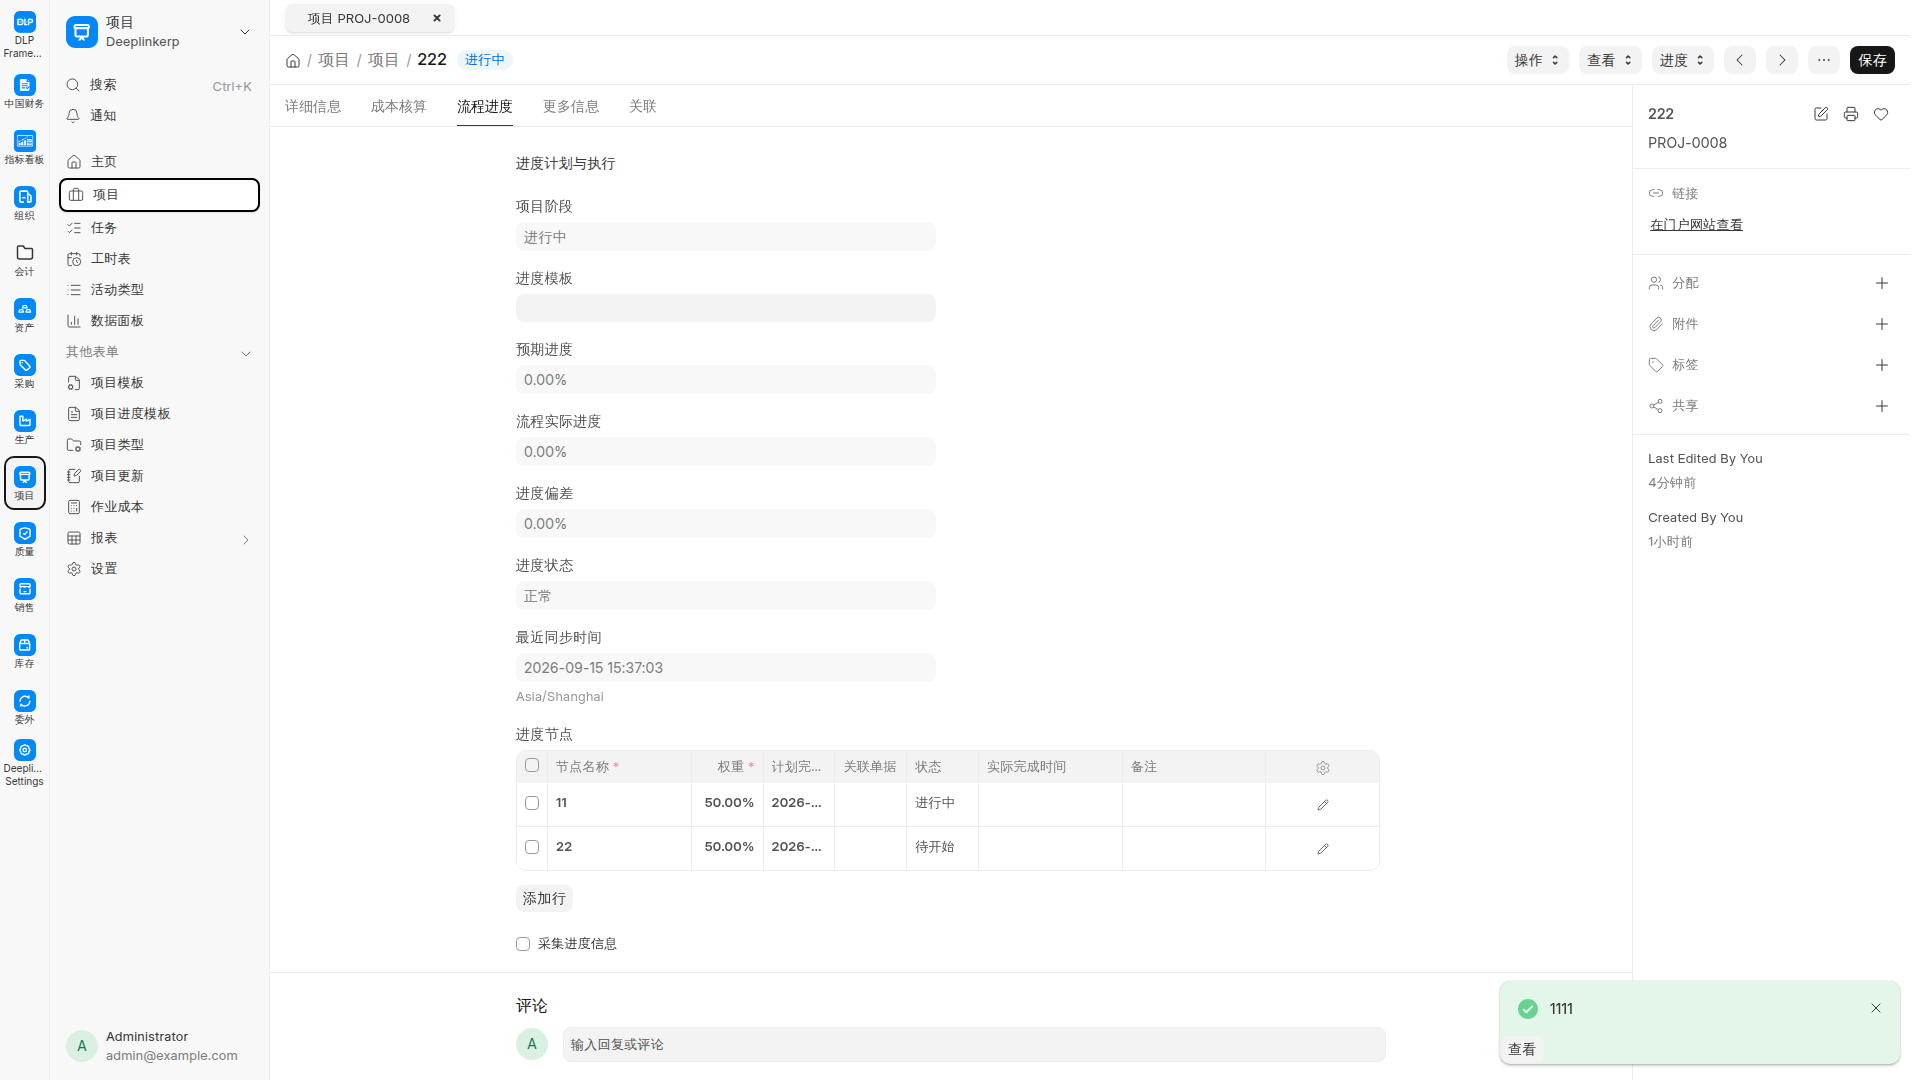 DLP
DLP
Frame...
中国财务
指标看板
组织
会计
资产
采购
生产
项目
质量
销售
库存
委外
Deepli...
Settings
项目
Deeplinkerp
搜索 Ctrl+K
通知
主页
项目
任务
工时表
活动类型
数据面板
其他表单
项目模板
项目进度模板
项目类型
项目更新
作业成本
报表
设置
A
Administrator
admin@example.com
项目 PROJ-0008
/ 项目 / 项目 / 222 进行中
操作 查看 进度 ... 保存
详细信息 成本核算 流程进度 更多信息 关联
进度计划与执行
项目阶段
进行中
进度模板
预期进度
0.00%
流程实际进度
0.00%
进度偏差
0.00%
进度状态
正常
最近同步时间
2026-09-15 15:37:03
Asia/Shanghai
进度节点
节点名称 * 权重 * 计划完... 关联单据 状态 实际完成时间 备注
11 50.00% 2026-... 进行中
22 50.00% 2026-... 待开始
添加行
采集进度信息
评论
A 输入回复或评论
222
PROJ-0008
链接
在门户网站查看
分配
附件
标签
共享
Last Edited By You
4分钟前
Created By You
1小时前
1111
查看